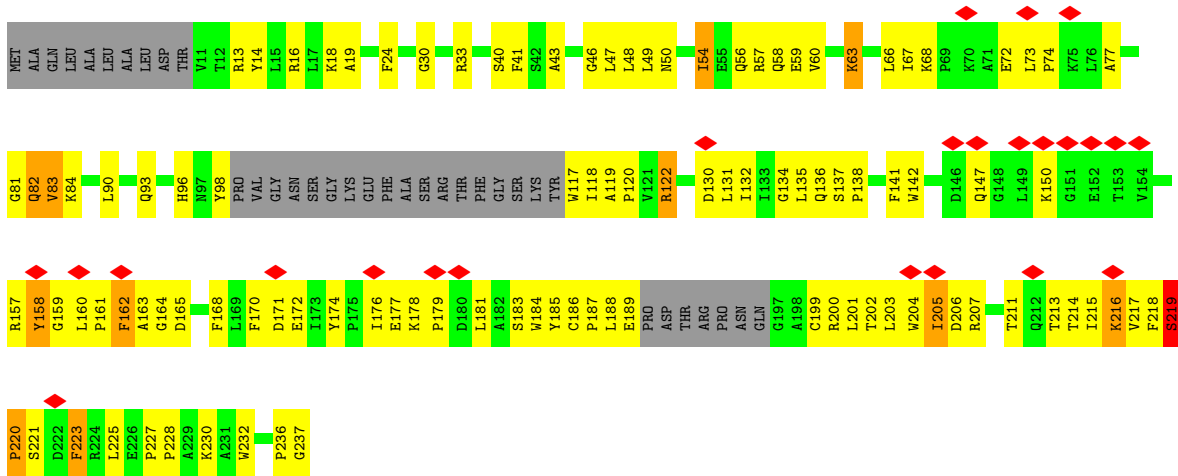 MET ALA GLN LEU ALA LEU ALA LEU ASP THR V11 T12 R13 Y14 L15 R16 L17 K18 A19 F24 G30 R33 S40 F41 S42 A43 G46 L47 L48 L49 N50 I54 E55 Q56 R57 Q58 E59 V60 K63 L66 I67 K68 P69 K70 A71 E72 L73 P74 K75 L76 A77
G81 Q82 V83 K84 L90 Q93 H96 N97 Y98 PRO VAL GLY ASN SER GLY LYS GLU PHE ALA SER ARG THR PHE GLY SER LYS TYR W117 I118 A119 P120 V121 R122 D130 L131 I132 I133 G134 L135 Q136 S137 P138 F141 W142 D146 Q147 G148 L149 K150 G151 E152 T153 V154
R157 Y158 G159 L160 P161 F162 A163 G164 D165 F168 L169 F170 D171 E172 I173 Y174 P175 I176 E177 K178 P179 D180 L181 A182 S183 W184 Y185 C186 P187 L188 E189 PRO ASP THR ARG PRO ASN GLN G197 A198 C199 R200 L201 T202 L203 W204 I205 D206 R207 T211 Q212 T213 T214 I215 K216 V217 F218 S219
P220 S221 D222 F223 R224 L225 E226 P227 P228 A229 K230 A231 W232 P236 G237